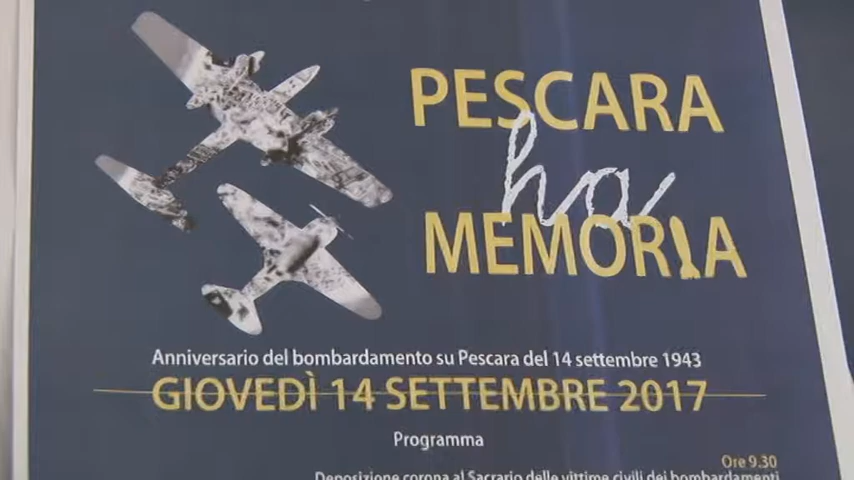 PESCARA
ha
MEMORIA
Anniversario del bombardamento su Pescara del 14 settembre 1943
GIOVEDÌ 14 SETTEMBRE 2017
Programma
Ore 9.30
Deposizione corona al Sacrario delle vittime civili dei bombardamenti